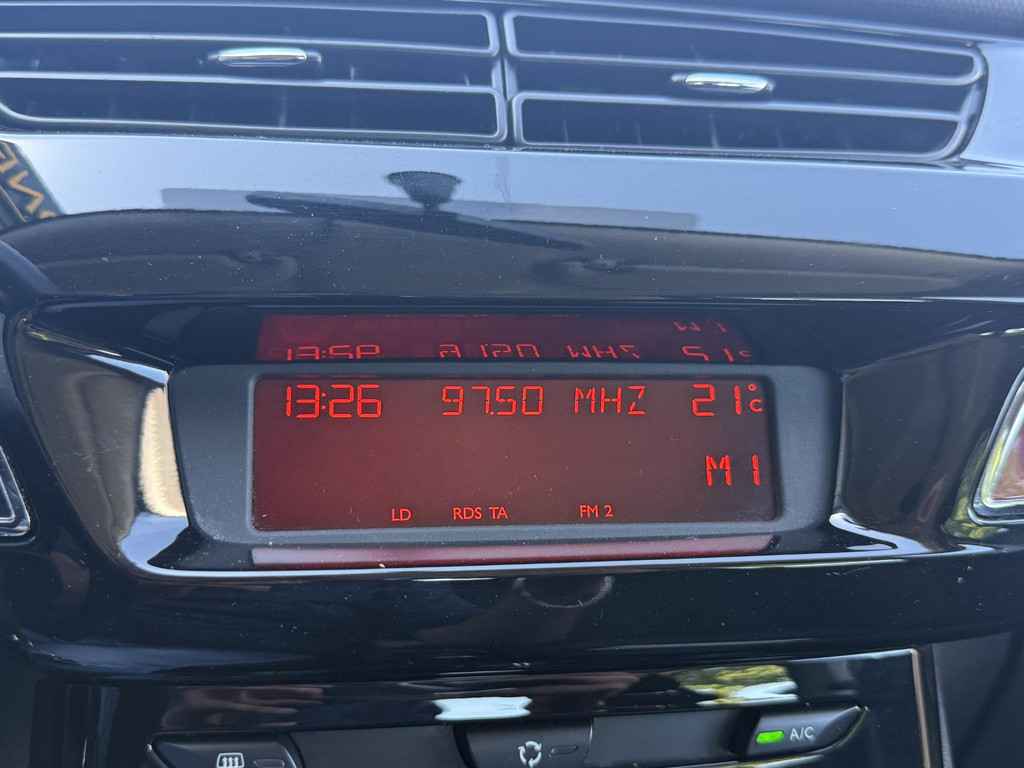 13:26 97.50 MHZ 21°C
M1
LD RDS TA FM 2
A/C